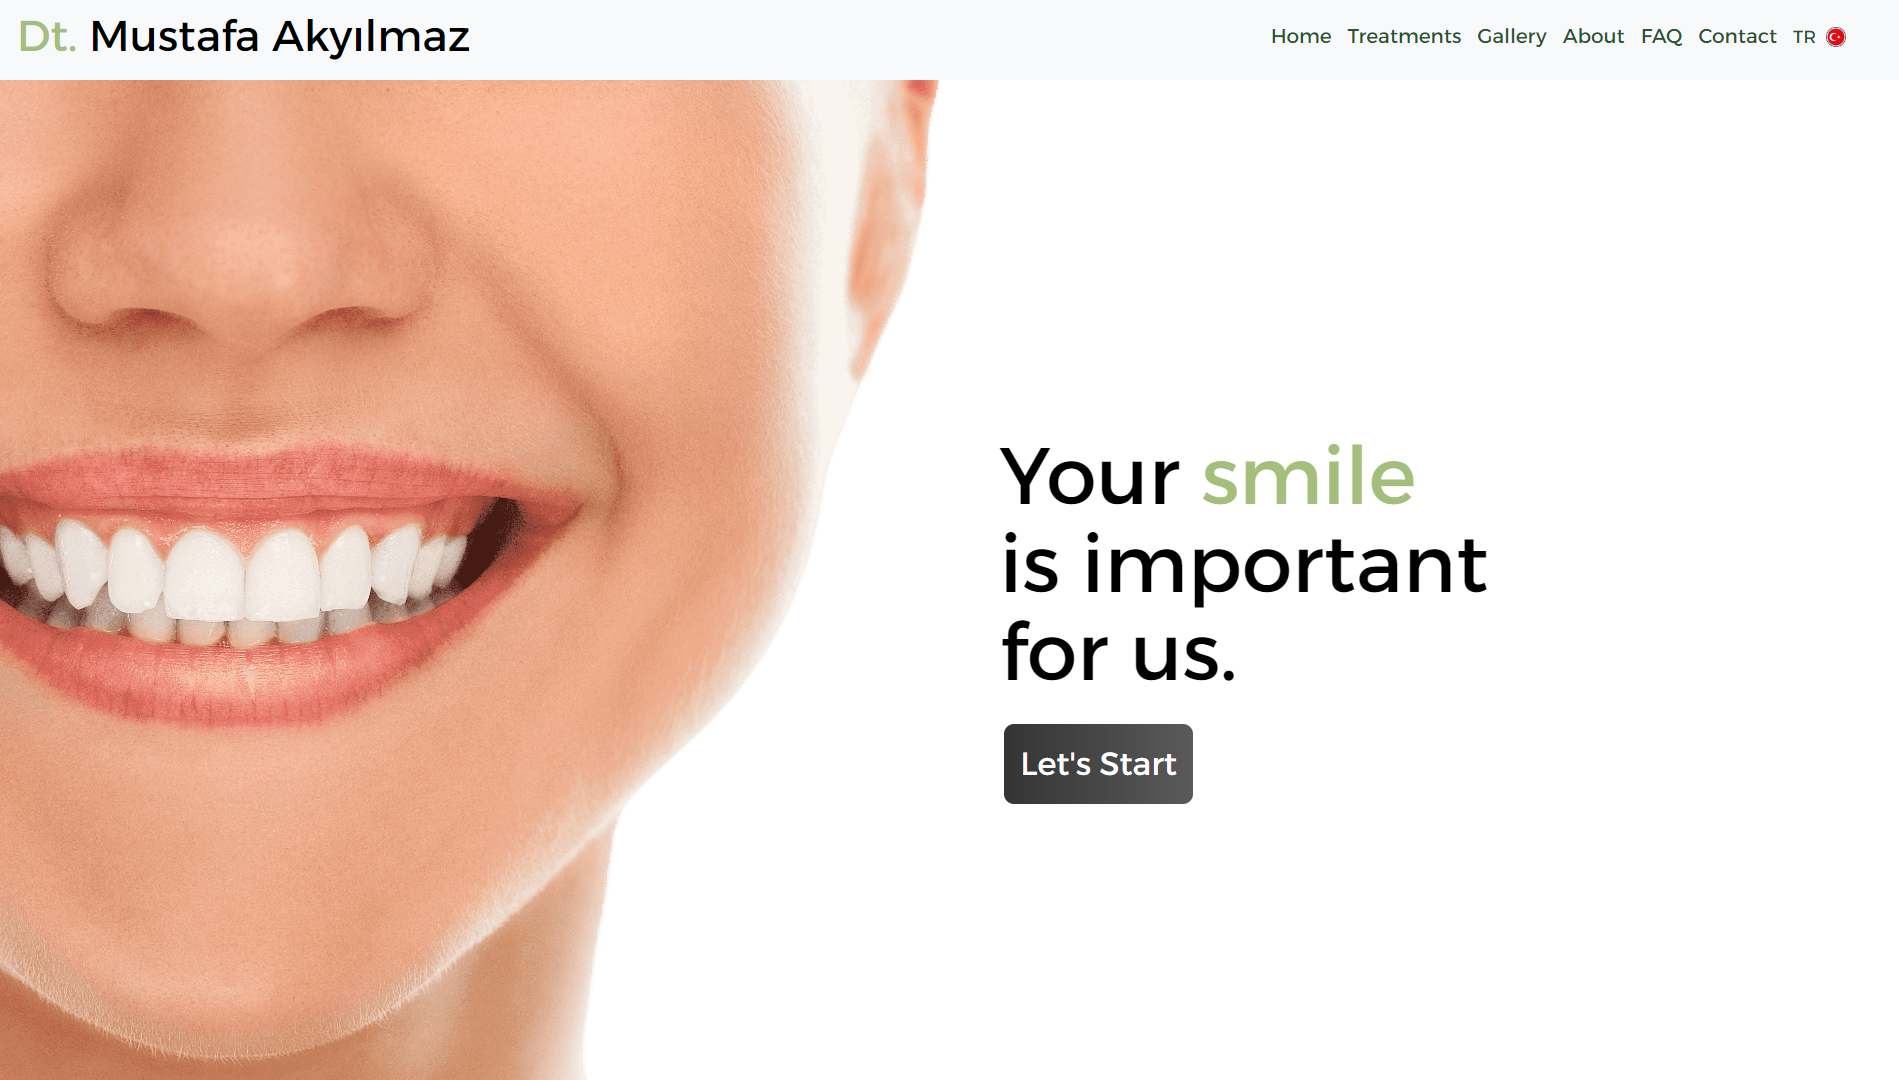 Dt. Mustafa Akyılmaz
Home Treatments Gallery About FAQ Contact TR
Your smile
is important
for us.
Let's Start